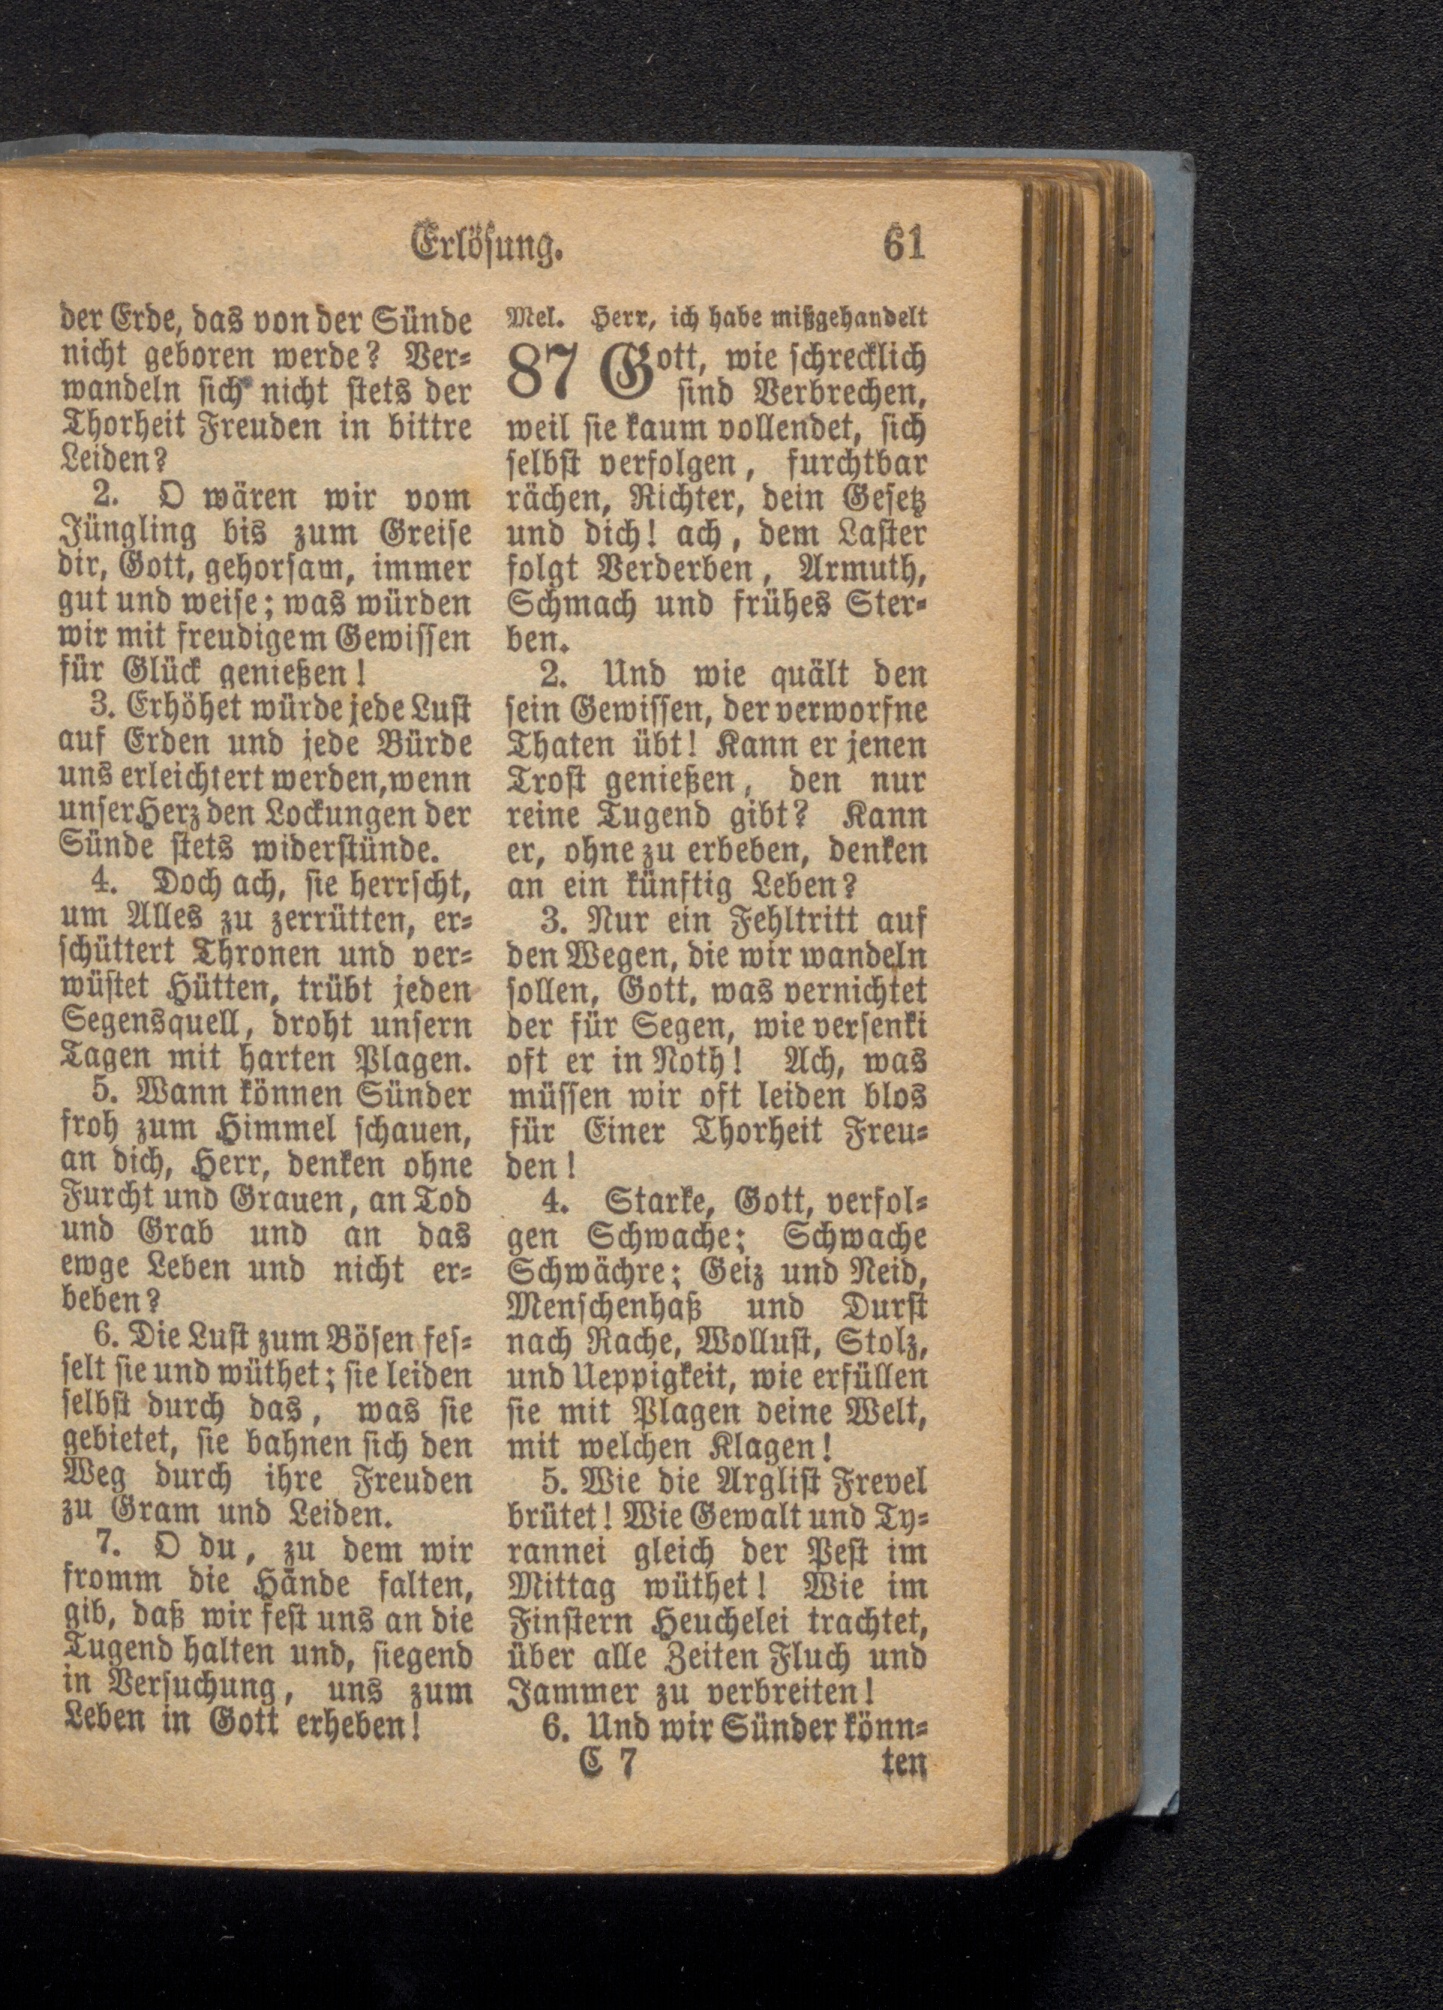 Erlösung. 61
der Erde, das von der Sünde
nicht geboren werde? Ver-
wandeln sich nicht stets der
Thorheit Freuden in bittre
Leiden?
2. O wären wir vom
Jüngling bis zum Greise
dir, Gott, gehorsam, immer
gut und weise; was würden
wir mit freudigem Gewissen
für Glück genießen!
3. Erhöhet würde jede Lust
auf Erden und jede Bürde
uns erleichtert werden, wenn
unser Herz den Lockungen der
Sünde stets widerstünde.
4. Doch ach, sie herrscht,
um Alles zu zerrütten, er-
schüttert Thronen und ver-
wüstet Hütten, trübt jeden
Segensquell, droht unsern
Tagen mit harten Plagen.
5. Wann können Sünder
froh zum Himmel schauen,
an dich, Herr, denken ohne
Furcht und Grauen, an Tod
und Grab und an das
ewge Leben und nicht er-
beben?
6. Die Lust zum Bösen fes-
selt sie und wüthet; sie leiden
selbst durch das, was sie
gebietet, sie bahnen sich den
Weg durch ihre Freuden
zu Gram und Leiden.
7. O du, zu dem wir
fromm die Hände falten,
gib, daß wir fest uns an die
Tugend halten und, siegend
in Versuchung, uns zum
Leben in Gott erheben!
Mel. Herr, ich habe mißgehandelt
87 Gott, wie schrecklich
sind Verbrechen,
weil sie kaum vollendet, sich
selbst verfolgen, furchtbar
rächen, Richter, dein Gesetz
und dich! ach, dem Laster
folgt Verderben, Armuth,
Schmach und frühes Ster-
ben.
2. Und wie quält den
sein Gewissen, der verworfne
Thaten übt! Kann er jenen
Trost genießen, den nur
reine Tugend gibt? Kann
er, ohne zu erbeben, denken
an ein künftig Leben?
3. Nur ein Fehltritt auf
den Wegen, die wir wandeln
sollen, Gott, was vernichtet
der für Segen, wie versenkt
oft er in Noth! Ach, was
müssen wir oft leiden blos
für Einer Thorheit Freu-
den!
4. Starke, Gott, verfol-
gen Schwache; Schwache
Schwächre; Geiz und Neid,
Menschenhaß und Durst
nach Rache, Wollust, Stolz,
und Ueppigkeit, wie erfüllen
sie mit Plagen deine Welt,
mit welchen Klagen!
5. Wie die Arglist Frevel
brütet! Wie Gewalt und Ty-
rannei gleich der Pest im
Mittag wüthet! Wie im
Finstern Heuchelei trachtet,
über alle Zeiten Fluch und
Jammer zu verbreiten!
6. Und wir Sünder könn-
C 7 ten